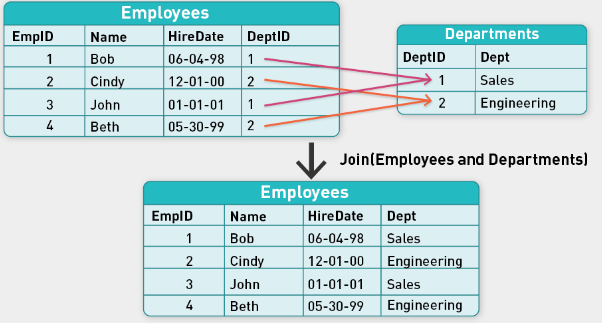 Employees
EmpID Name HireDate DeptID
1 Bob 06-04-98 1
2 Cindy 12-01-00 2
3 John 01-01-01 1
4 Beth 05-30-99 2
Departments
DeptID Dept
1 Sales
2 Engineering
Join(Employees and Departments)
Employees
EmpID Name HireDate Dept
1 Bob 06-04-98 Sales
2 Cindy 12-01-00 Engineering
3 John 01-01-01 Sales
4 Beth 05-30-99 Engineering